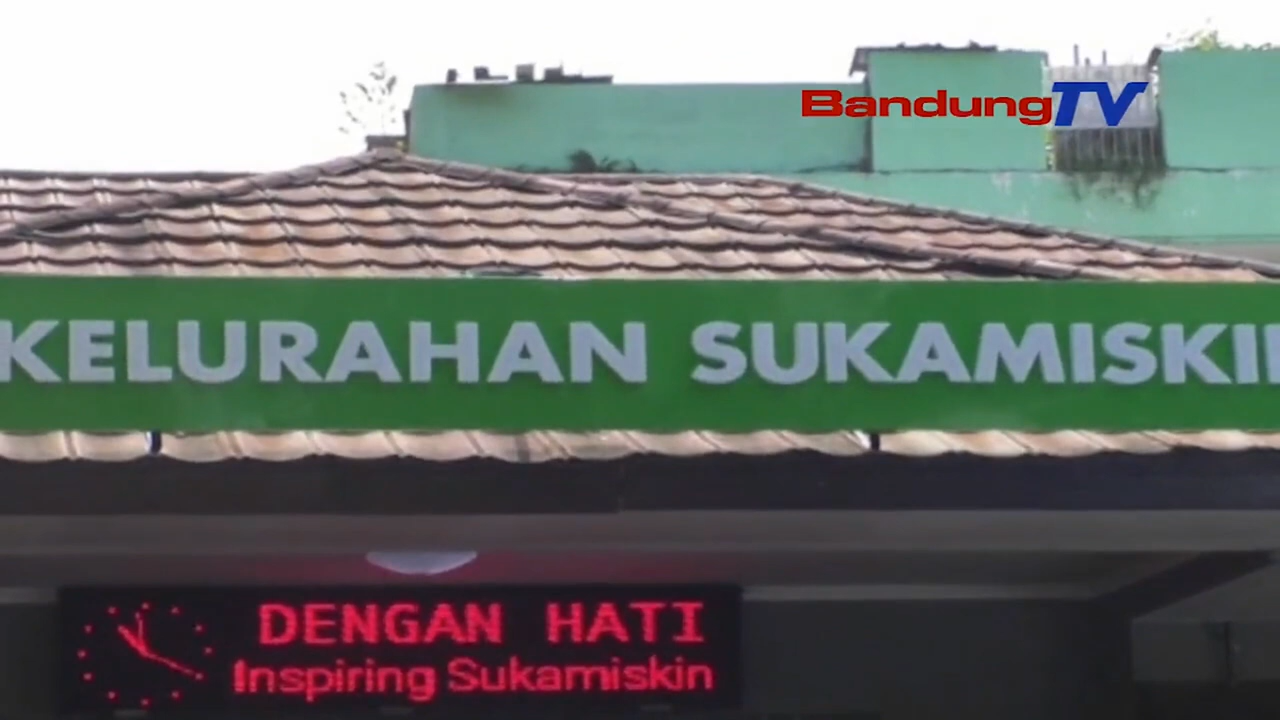 BandungTV
KELURAHAN SUKAMISKIN
DENGAN HATI
Inspiring Sukamiskin